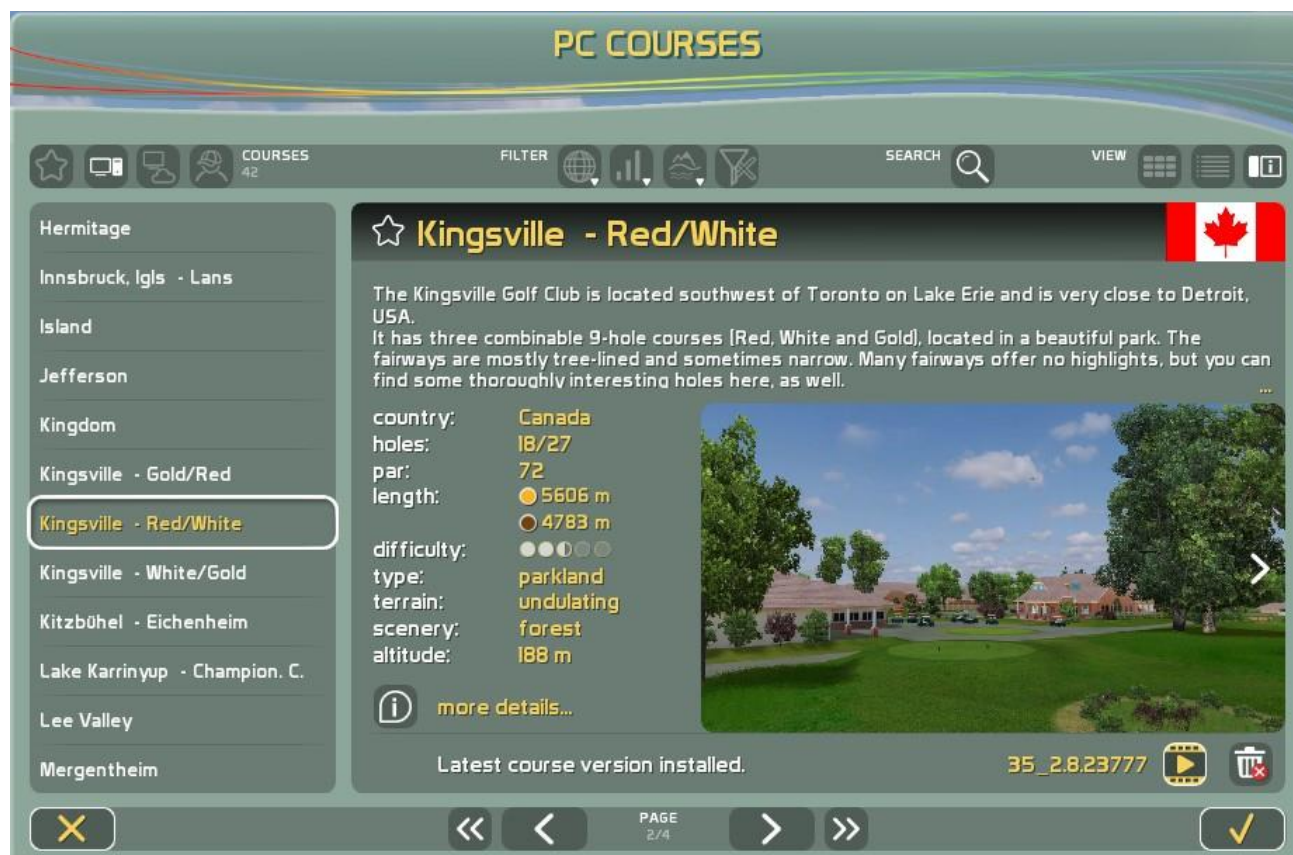 PC COURSES
COURSES
42
FILTER
SEARCH
VIEW
Hermitage
Innsbruck, Igls - Lans
Island
Jefferson
Kingdom
Kingsville - Gold/Red
Kingsville - Red/White
Kingsville - White/Gold
Kitzbühel - Eichenheim
Lake Karrinyup - Champion. C.
Lee Valley
Mergentheim
Kingsville - Red/White
The Kingsville Golf Club is located southwest of Toronto on Lake Erie and is very close to Detroit,
USA.
It has three combinable 9-hole courses (Red, White and Gold), located in a beautiful park. The
fairways are mostly tree-lined and sometimes narrow. Many fairways offer no highlights, but you can
find some thoroughly interesting holes here, as well.
...
country: Canada
holes: 18/27
par: 72
length: 5606 m
4783 m
difficulty:
type: parkland
terrain: undulating
scenery: forest
altitude: 188 m
more details...
Latest course version installed.
35_2.8.23777
PAGE
2/4